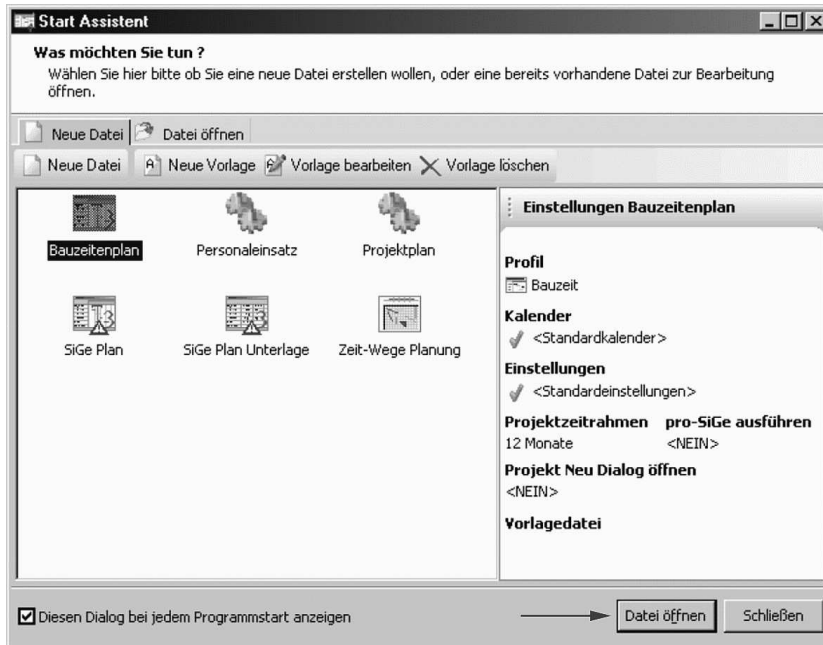 Start Assistent
Was möchten Sie tun ?
Wählen Sie hier bitte ob Sie eine neue Datei erstellen wollen, oder eine bereits vorhandene Datei zur Bearbeitung
öffnen.
Neue Datei Datei öffnen
Neue Datei Neue Vorlage Vorlage bearbeiten Vorlage löschen
Bauzeitenplan Personaleinsatz Projektplan
SiGe Plan SiGe Plan Unterlage Zeit-Wege Planung
Einstellungen Bauzeitenplan
Profil
Bauzeit
Kalender
<Standardkalender>
Einstellungen
<Standardeinstellungen>
Projektzeitrahmen pro-SiGe ausführen
12 Monate <NEIN>
Projekt Neu Dialog öffnen
<NEIN>
Vorlagedatei
Diesen Dialog bei jedem Programmstart anzeigen
Datei öffnen Schließen